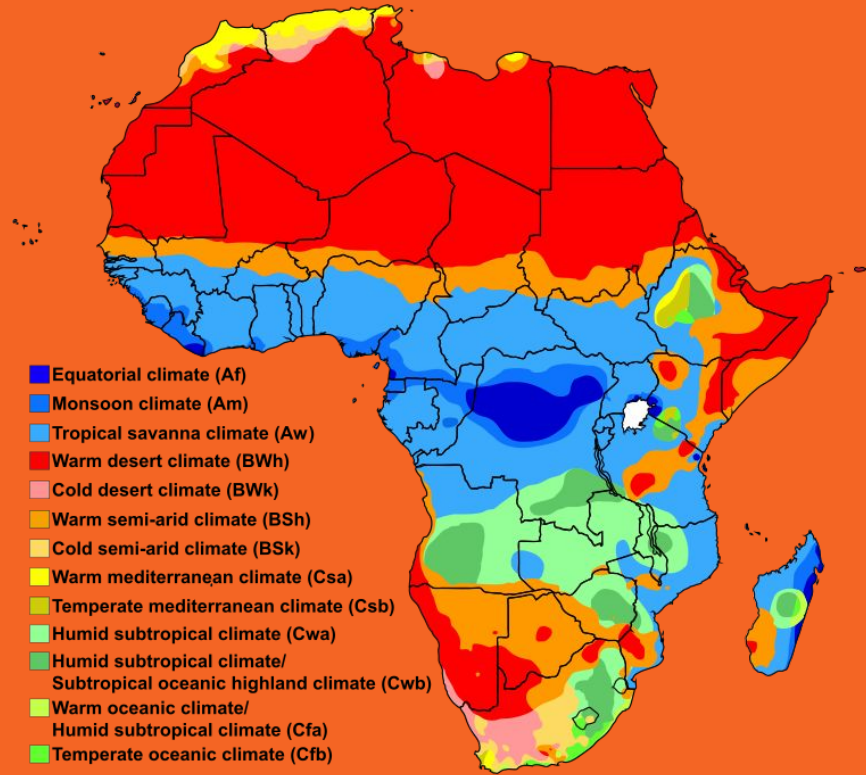 Equatorial climate (Af)
Monsoon climate (Am)
Tropical savanna climate (Aw)
Warm desert climate (BWh)
Cold desert climate (BWk)
Warm semi-arid climate (BSh)
Cold semi-arid climate (BSk)
Warm mediterranean climate (Csa)
Temperate mediterranean climate (Csb)
Humid subtropical climate (Cwa)
Humid subtropical climate/
Subtropical oceanic highland climate (Cwb)
Warm oceanic climate/
Humid subtropical climate (Cfa)
Temperate oceanic climate (Cfb)